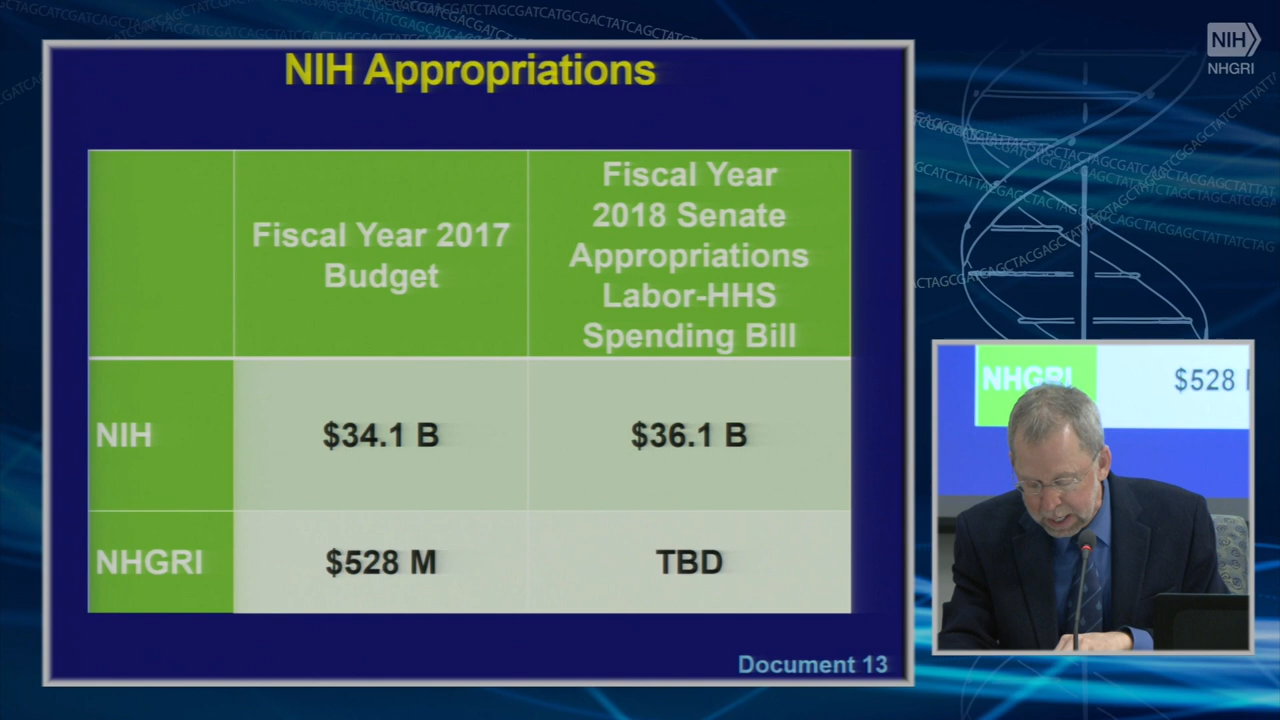 NIH Appropriations
Fiscal Year 2017
Budget
Fiscal Year
2018 Senate
Appropriations
Labor-HHS
Spending Bill
NIH
$34.1 B
$36.1 B
NHGRI
$528 M
TBD
Document 13
NIH
NHGRI
NHGRI
$528